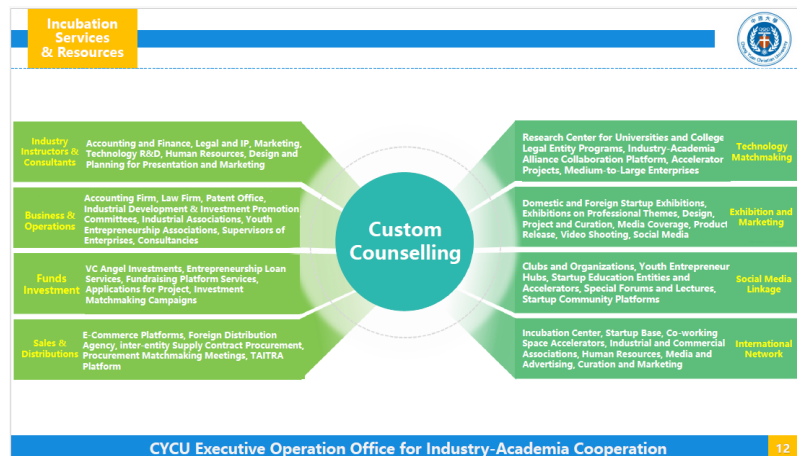 Incubation
Services
& Resources
中原大學
Chung Yuan Christian University
Industry
Instructors &
Consultants
Accounting and Finance, Legal and IP, Marketing,
Technology R&D, Human Resources, Design and
Planning for Presentation and Marketing
Business &
Operations
Accounting Firm, Law Firm, Patent Office,
Industrial Development & Investment Promotion
Committees, Industrial Associations, Youth
Entrepreneurship Associations, Supervisors of
Enterprises, Consultancies
Funds
Investment
VC Angel Investments, Entrepreneurship Loan
Services, Fundraising Platform Services,
Applications for Project, Investment
Matchmaking Campaigns
Sales &
Distributions
E-Commerce Platforms, Foreign Distribution
Agency, inter-entity Supply Contract Procurement,
Procurement Matchmaking Meetings, TAITRA
Platform
Custom
Counselling
Research Center for Universities and College
Legal Entity Programs, Industry-Academia
Alliance Collaboration Platform, Accelerator
Projects, Medium-to-Large Enterprises
Technology
Matchmaking
Domestic and Foreign Startup Exhibitions,
Exhibitions on Professional Themes, Design,
Project and Curation, Media Coverage, Product
Release, Video Shooting, Social Media
Exhibition and
Marketing
Clubs and Organizations, Youth Entrepreneur
Hubs, Startup Education Entities and
Accelerators, Special Forums and Lectures,
Startup Community Platforms
Social Media
Linkage
Incubation Center, Startup Base, Co-working
Space Accelerators, Industrial and Commercial
Associations, Human Resources, Media and
Advertising, Curation and Marketing
International
Network
CYCU Executive Operation Office for Industry-Academia Cooperation
12